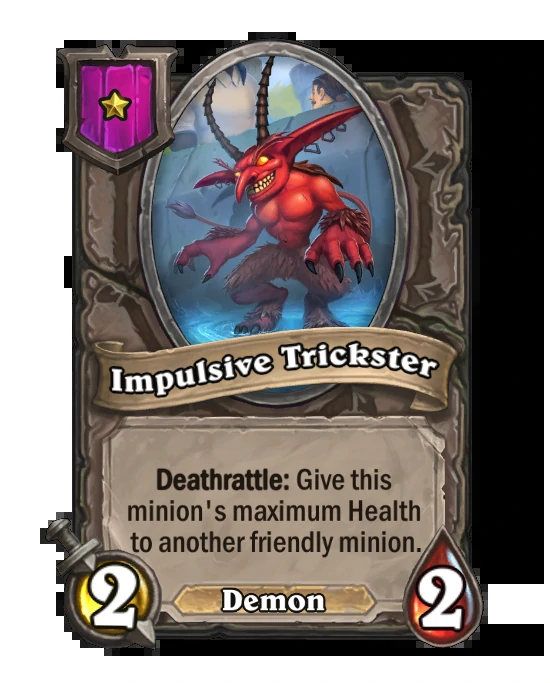 Impulsive Trickster
Deathrattle: Give this
minion's maximum Health
to another friendly minion.
2
Demon
2